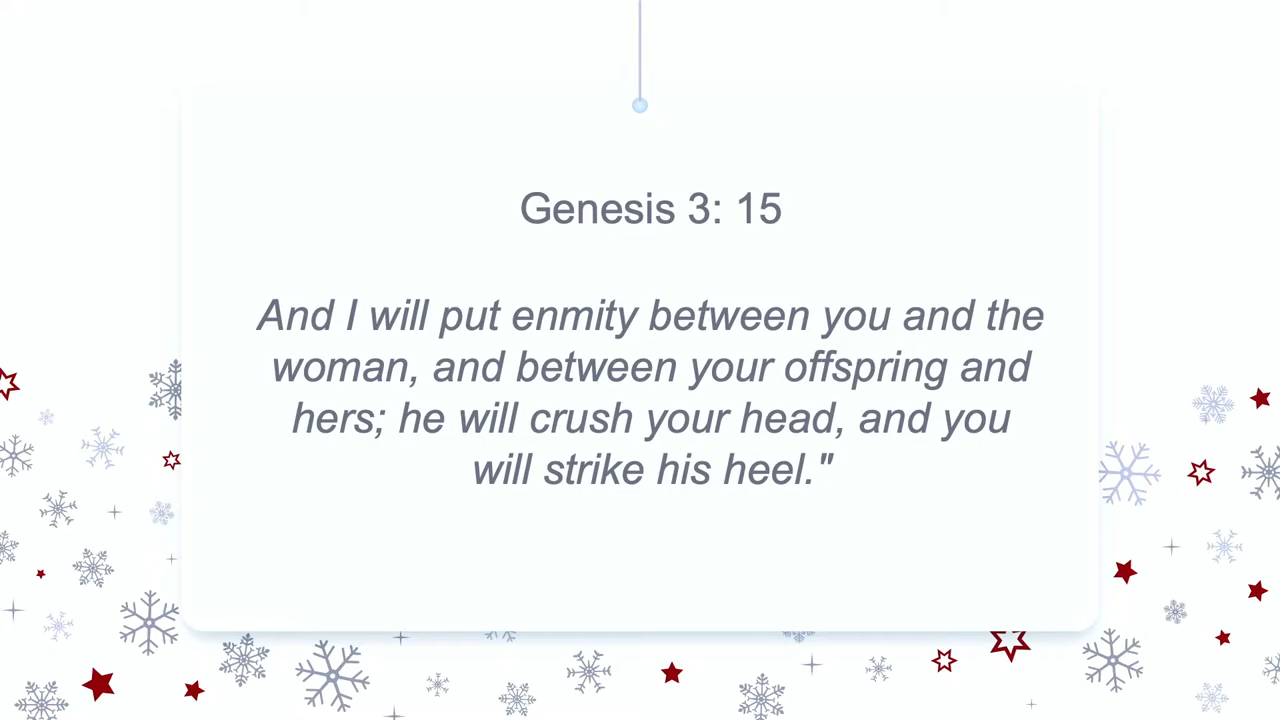 Genesis 3: 15
And I will put enmity between you and the
woman, and between your offspring and
hers; he will crush your head, and you
will strike his heel."